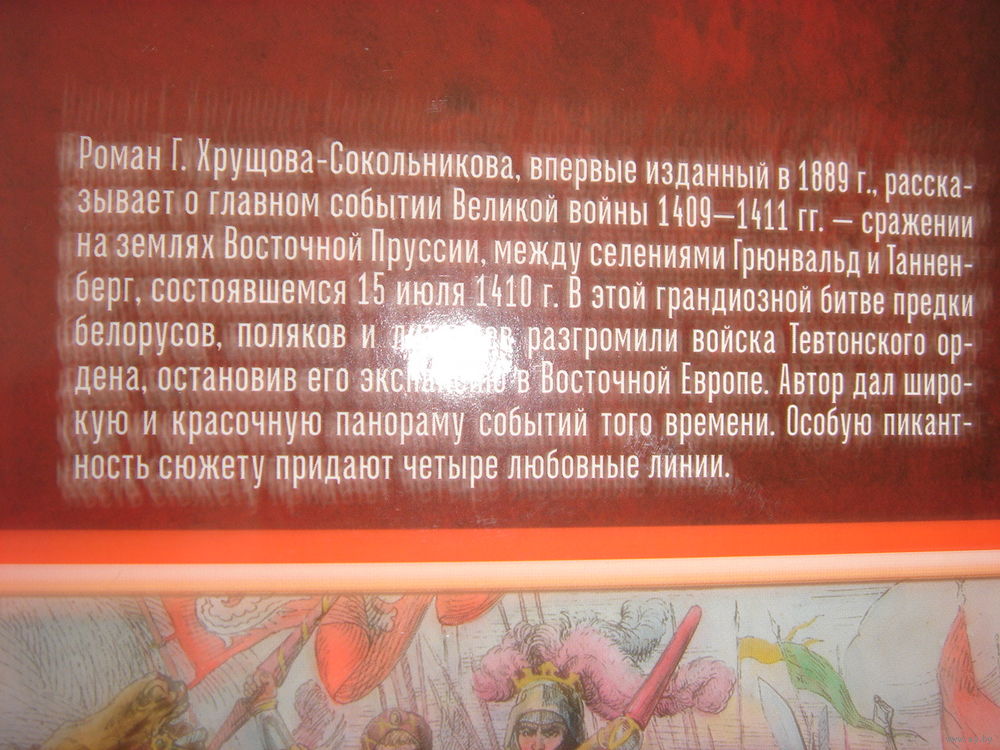 Роман Г. Хрущова-Сокольникова, впервые изданный в 1889 г., расска-
зывает о главном событии Великой войны 1409—1411 гг. — сражении
на землях Восточной Пруссии, между селениями Грюнвальд и Таннен-
берг, состоявшемся 15 июля 1410 г. В этой грандиозной битве предки
белорусов, поляков и разгромили войска Тевтонского ор-
дена, остановив его в Восточной Европе. Автор дал широ-
кую и красочную панораму событий того времени. Особую пикант-
ность сюжету придают четыре любовные линии.